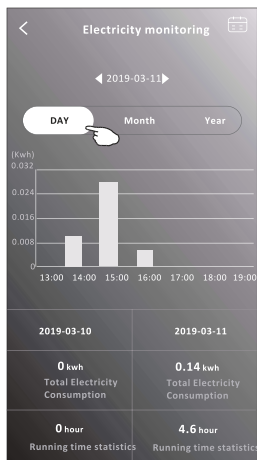 Electricity monitoring
2019-03-11
DAY Month Year
(Kwh)
0.032
0.024
0.016
0.008
0
13:00 14:00 15:00 16:00 17:00 18:00 19:00
2019-03-10 2019-03-11
0 kwh 0.14 kwh
Total Electricity Total Electricity
Consumption Consumption
0 hour 4.6 hour
Running time statistics Running time statistics